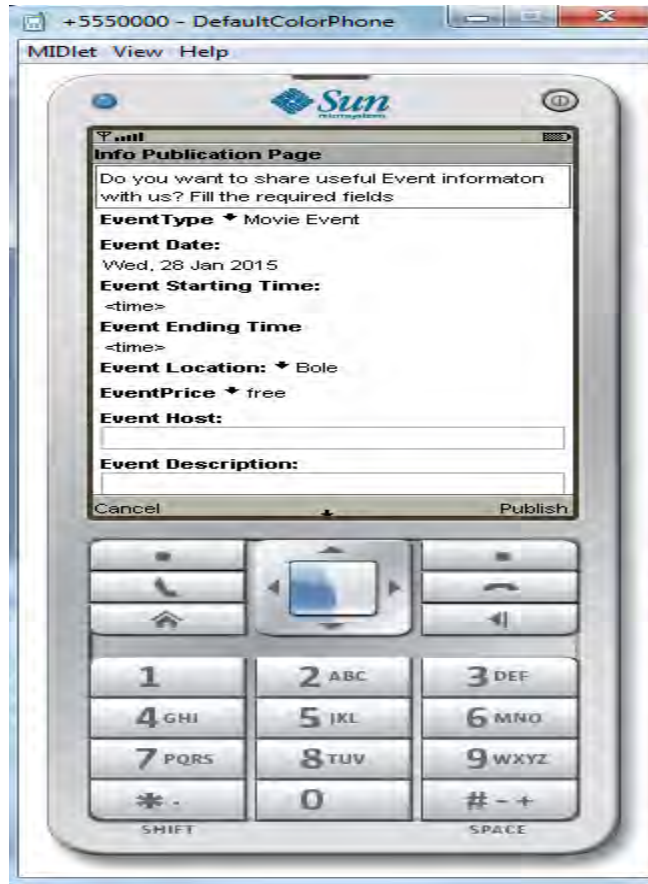 +5550000 - DefaultColorPhone
MIDlet View Help
Sun
microsystems
Info Publication Page
Do you want to share useful Event informaton
with us? Fill the required fields
EventType Movie Event
Event Date:
Wed, 28 Jan 2015
Event Starting Time:
<time>
Event Ending Time
<time>
Event Location: Bole
EventPrice free
Event Host:
Event Description:
Cancel Publish
1 2 ABC 3 DEF
4 GHI 5 JKL 6 MNO
7 PQRS 8 TUV 9 WXYZ
* . 0 # - +
SHIFT SPACE